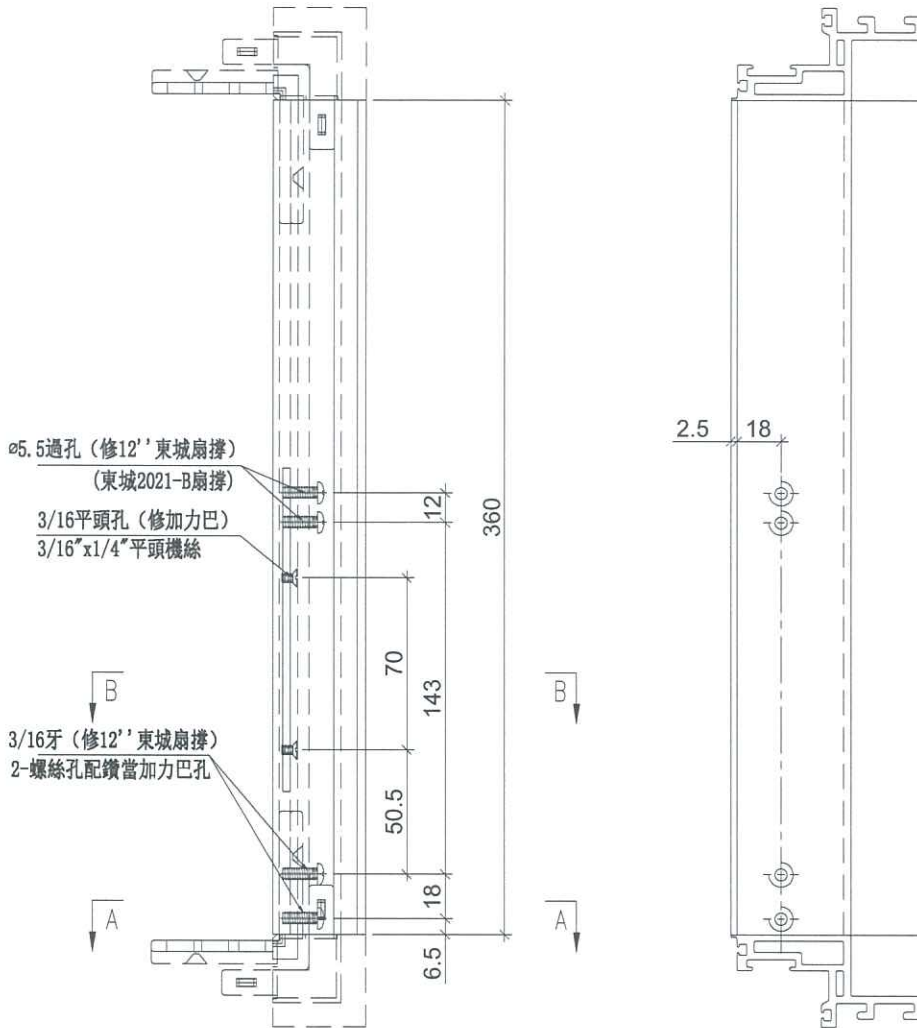 ø5.5過孔（修12''東城扇撐）
（東城2021-B扇撐）
3/16平頭孔（修加力巴）
3/16"x1/4"平頭機絲
3/16牙（修12''東城扇撐）
2-螺絲孔配鑽當加力巴孔
12
360
70
143
50.5
18
6.5
B
B
A
A
2.5
18